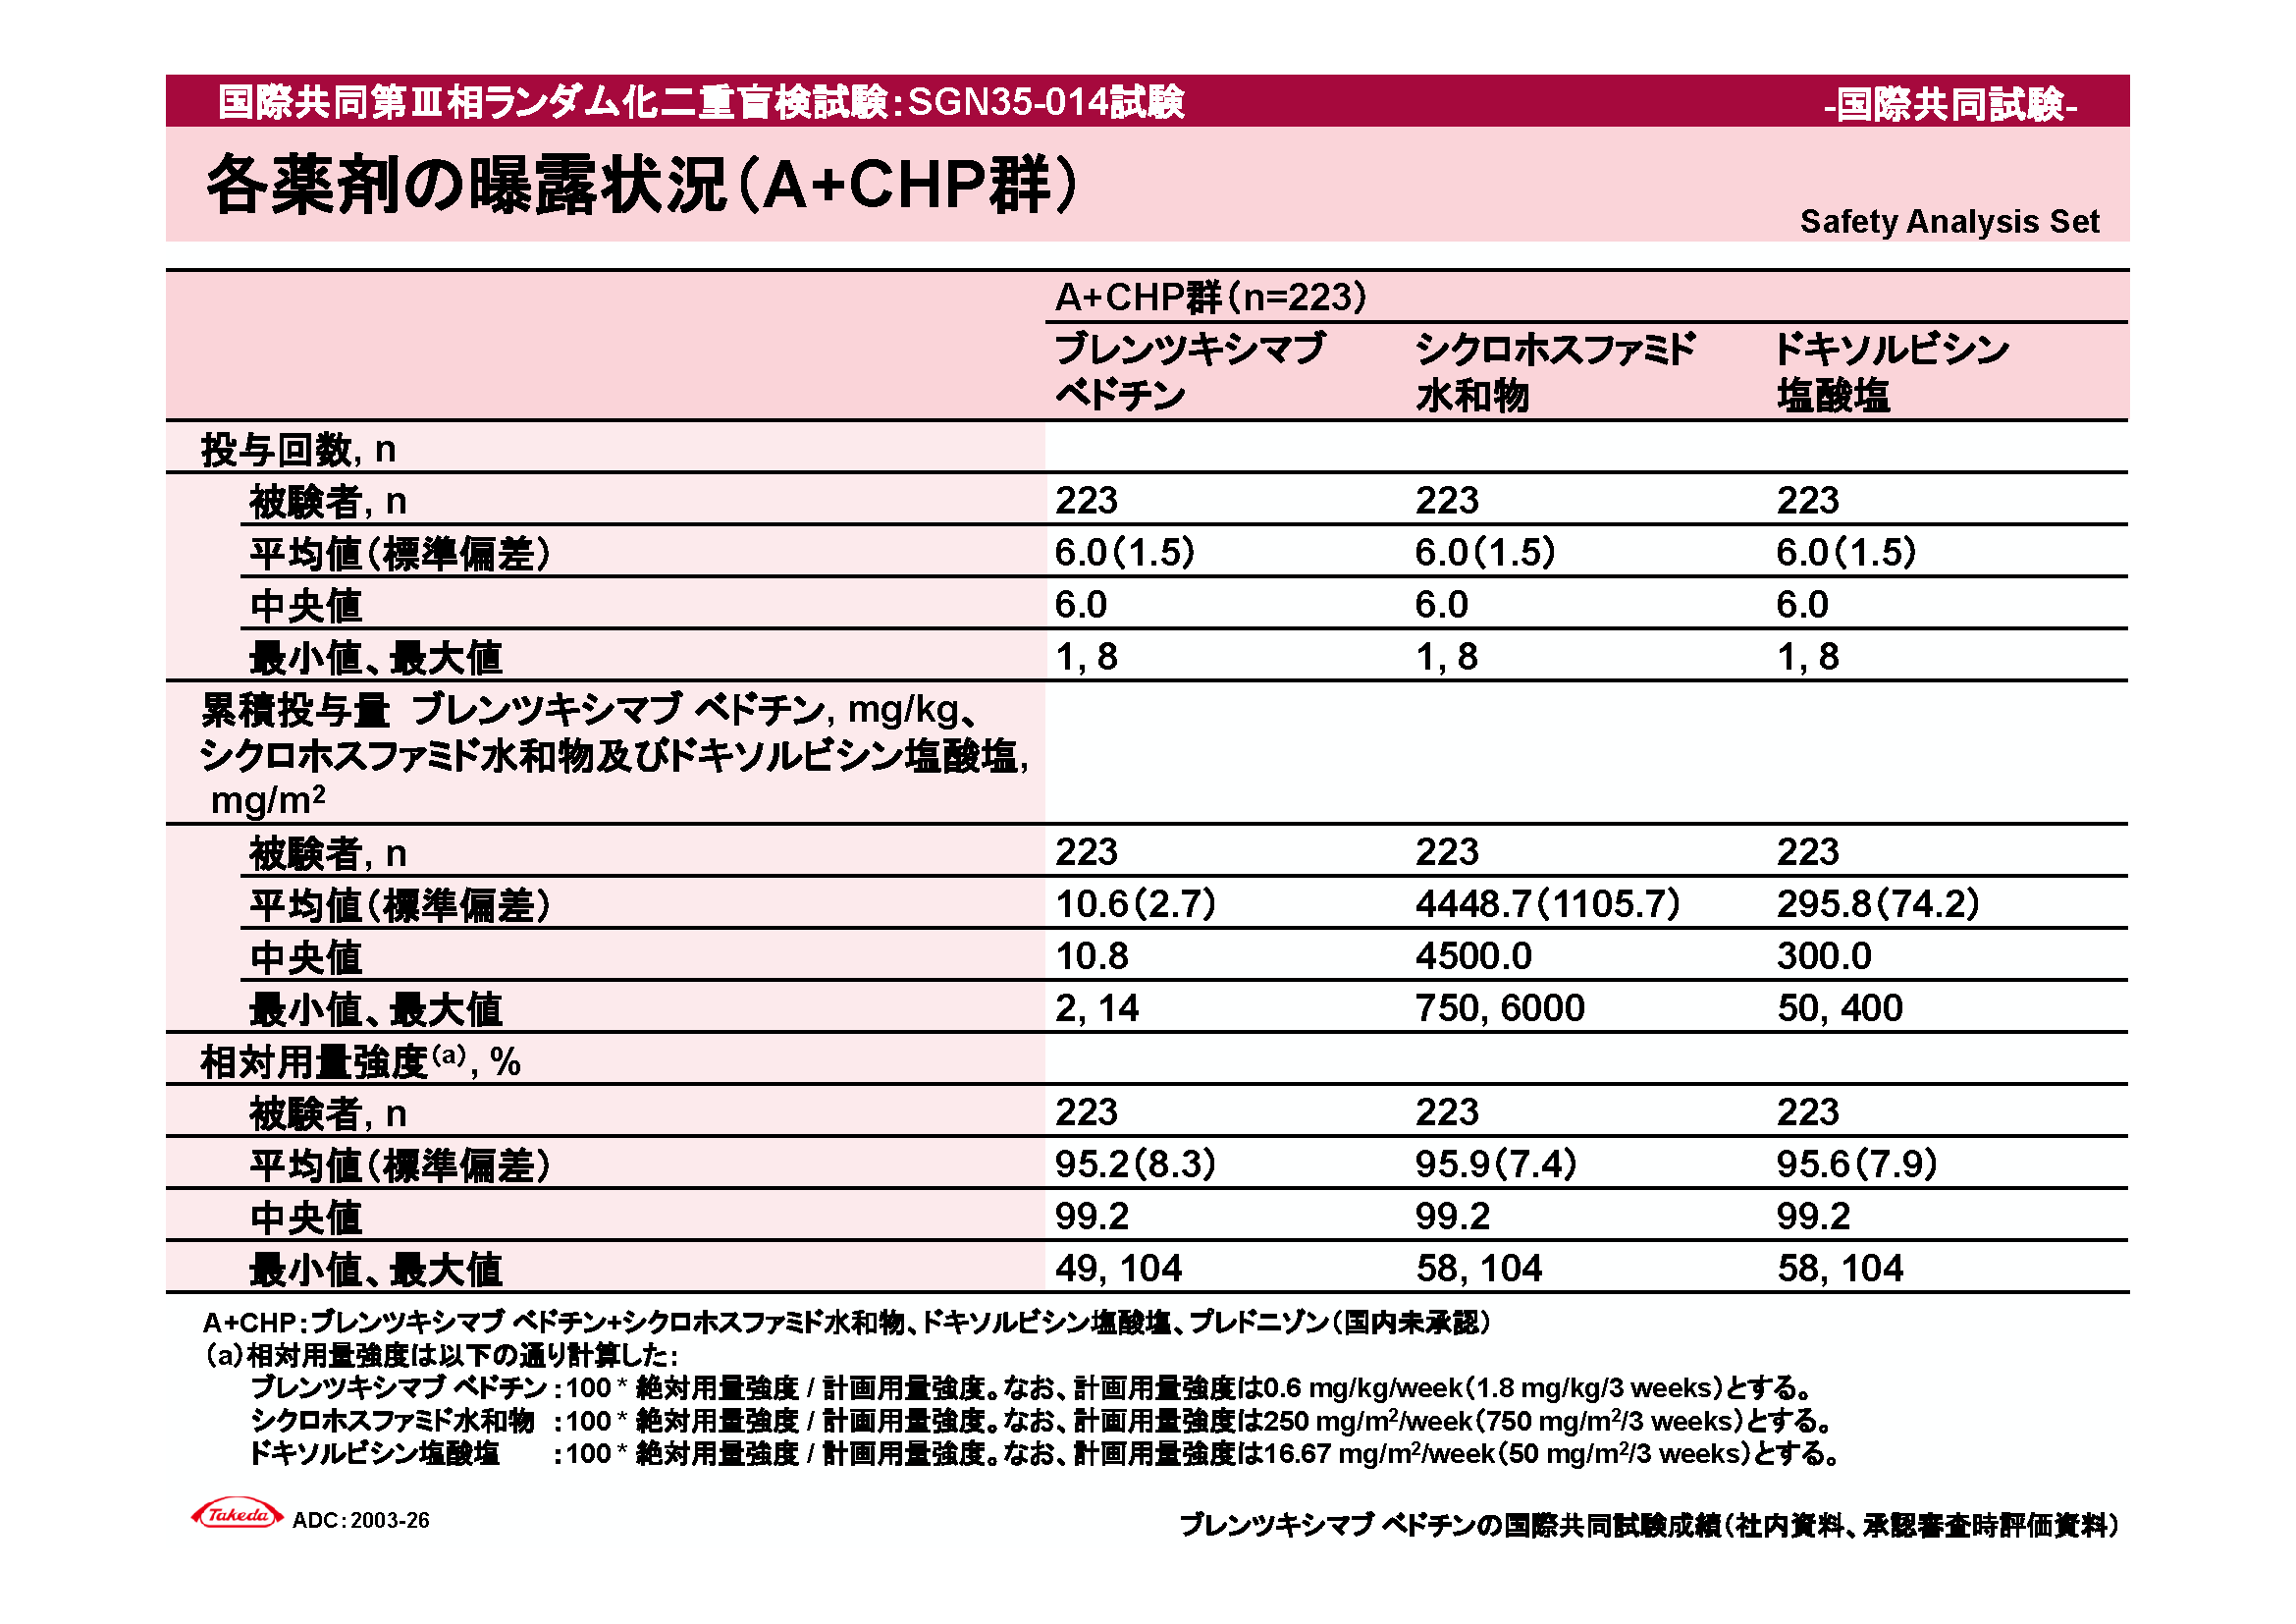 国際共同第Ⅲ相ランダム化二重盲検試験：SGN35-014試験
-国際共同試験-
各薬剤の曝露状況（A+CHP群）
Safety Analysis Set
A+CHP群（n=223）
ブレンツキシマブ ベドチン シクロホスファミド 水和物 ドキソルビシン 塩酸塩
投与回数, n
被験者, n 223 223 223
平均値（標準偏差） 6.0（1.5） 6.0（1.5） 6.0（1.5）
中央値 6.0 6.0 6.0
最小値、最大値 1, 8 1, 8 1, 8
累積投与量 ブレンツキシマブ ベドチン, mg/kg、
シクロホスファミド水和物及びドキソルビシン塩酸塩,
mg/m²
被験者, n 223 223 223
平均値（標準偏差） 10.6（2.7） 4448.7（1105.7） 295.8（74.2）
中央値 10.8 4500.0 300.0
最小値、最大値 2, 14 750, 6000 50, 400
相対用量強度（a）, %
被験者, n 223 223 223
平均値（標準偏差） 95.2（8.3） 95.9（7.4） 95.6（7.9）
中央値 99.2 99.2 99.2
最小値、最大値 49, 104 58, 104 58, 104
A+CHP：ブレンツキシマブ ベドチン+シクロホスファミド水和物、ドキソルビシン塩酸塩、プレドニゾン（国内未承認）
（a）相対用量強度は以下の通り計算した：
ブレンツキシマブ ベドチン：100 * 絶対用量強度 / 計画用量強度。なお、計画用量強度は0.6 mg/kg/week（1.8 mg/kg/3 weeks）とする。
シクロホスファミド水和物 ：100 * 絶対用量強度 / 計画用量強度。なお、計画用量強度は250 mg/m²/week（750 mg/m²/3 weeks）とする。
ドキソルビシン塩酸塩 ：100 * 絶対用量強度 / 計画用量強度。なお、計画用量強度は16.67 mg/m²/week（50 mg/m²/3 weeks）とする。
Takeda ADC：2003-26
ブレンツキシマブ ベドチンの国際共同試験成績（社内資料、承認審査時評価資料）